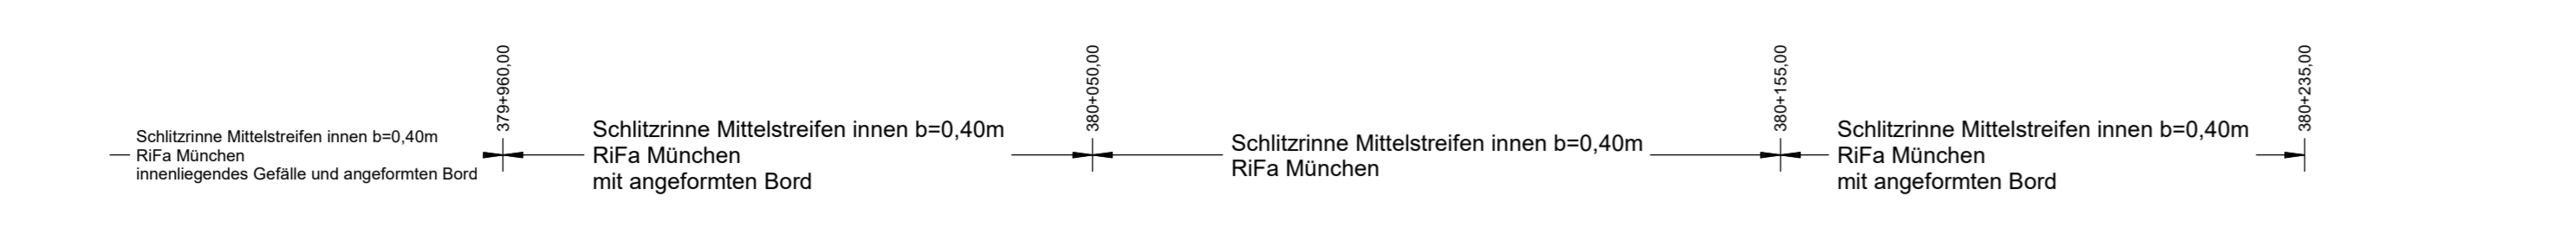 Schlitzrinne Mittelstreifen innen b=0,40m
RiFa München
innenliegendes Gefälle und angeformten Bord
379+960,00
Schlitzrinne Mittelstreifen innen b=0,40m
RiFa München
mit angeformten Bord
380+050,00
Schlitzrinne Mittelstreifen innen b=0,40m
RiFa München
380+155,00
Schlitzrinne Mittelstreifen innen b=0,40m
RiFa München
mit angeformten Bord
380+235,00